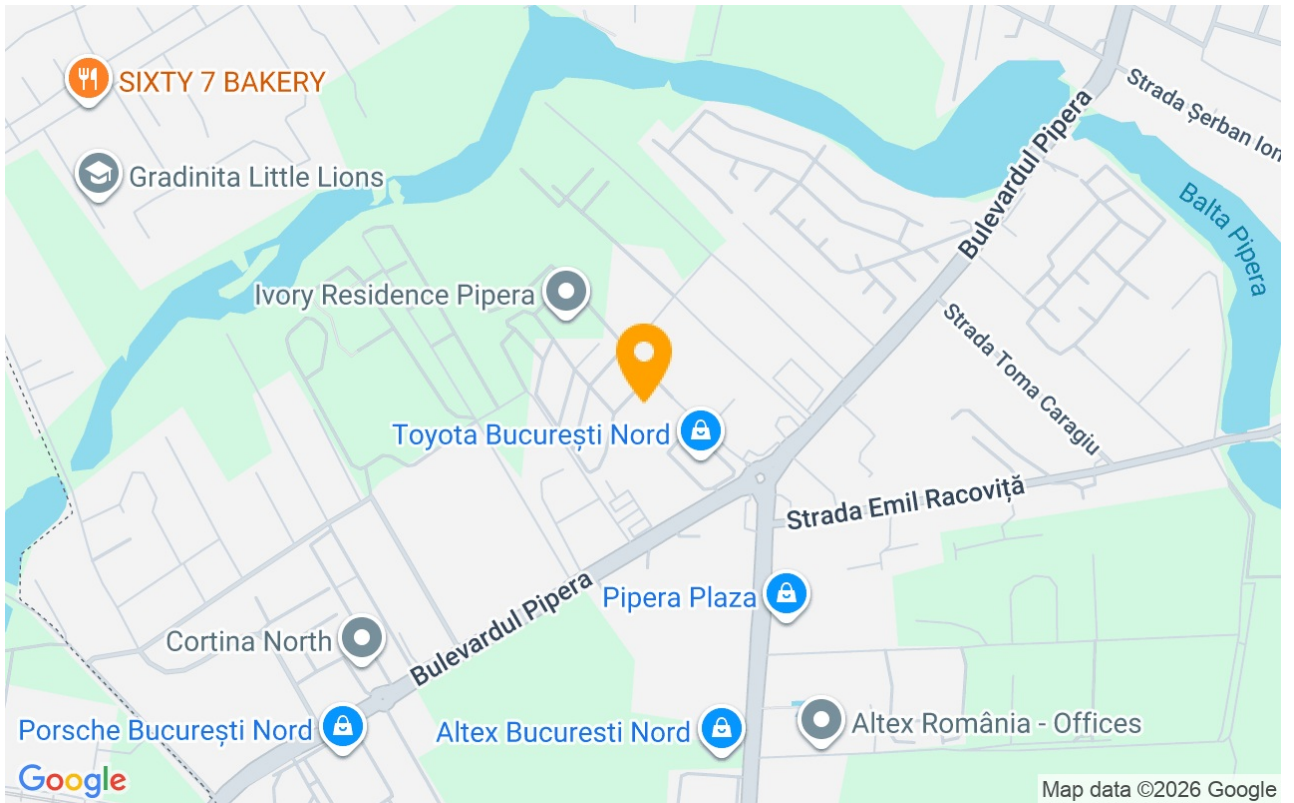 SIXTY 7 BAKERY
Strada Șerban Ion
Bulevardul Pipera
Gradinita Little Lions
Balta Pipera
Ivory Residence Pipera
Strada Toma Caragiu
Toyota București Nord
Strada Emil Racoviță
Bulevardul Pipera
Pipera Plaza
Cortina North
Porsche București Nord
Altex Bucuresti Nord
Altex România - Offices
Google
Map data ©2026 Google